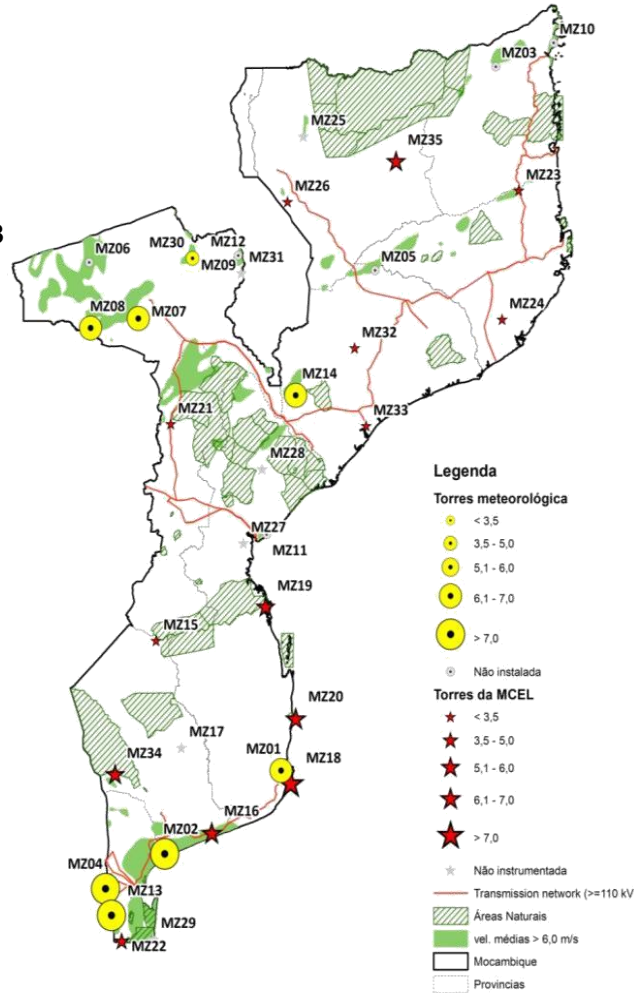 MZ10
MZ03
MZ25
MZ35
MZ26
MZ23
MZ30
MZ12
MZ06
MZ09
MZ31
MZ05
MZ08
MZ07
MZ24
MZ32
MZ14
MZ21
MZ33
MZ28
MZ27
MZ11
MZ19
MZ15
MZ20
MZ17
MZ01
MZ34
MZ18
MZ16
MZ02
MZ04
MZ13
MZ29
MZ22
Legenda
Torres meteorológica
< 3,5
3,5 - 5,0
5,1 - 6,0
6,1 - 7,0
> 7,0
Não instalada
Torres da MCEL
< 3,5
3,5 - 5,0
5,1 - 6,0
6,1 - 7,0
> 7,0
Não instrumentada
Transmission network (>=110 kV
Áreas Naturais
vel. médias > 6,0 m/s
Mocambique
Provincias